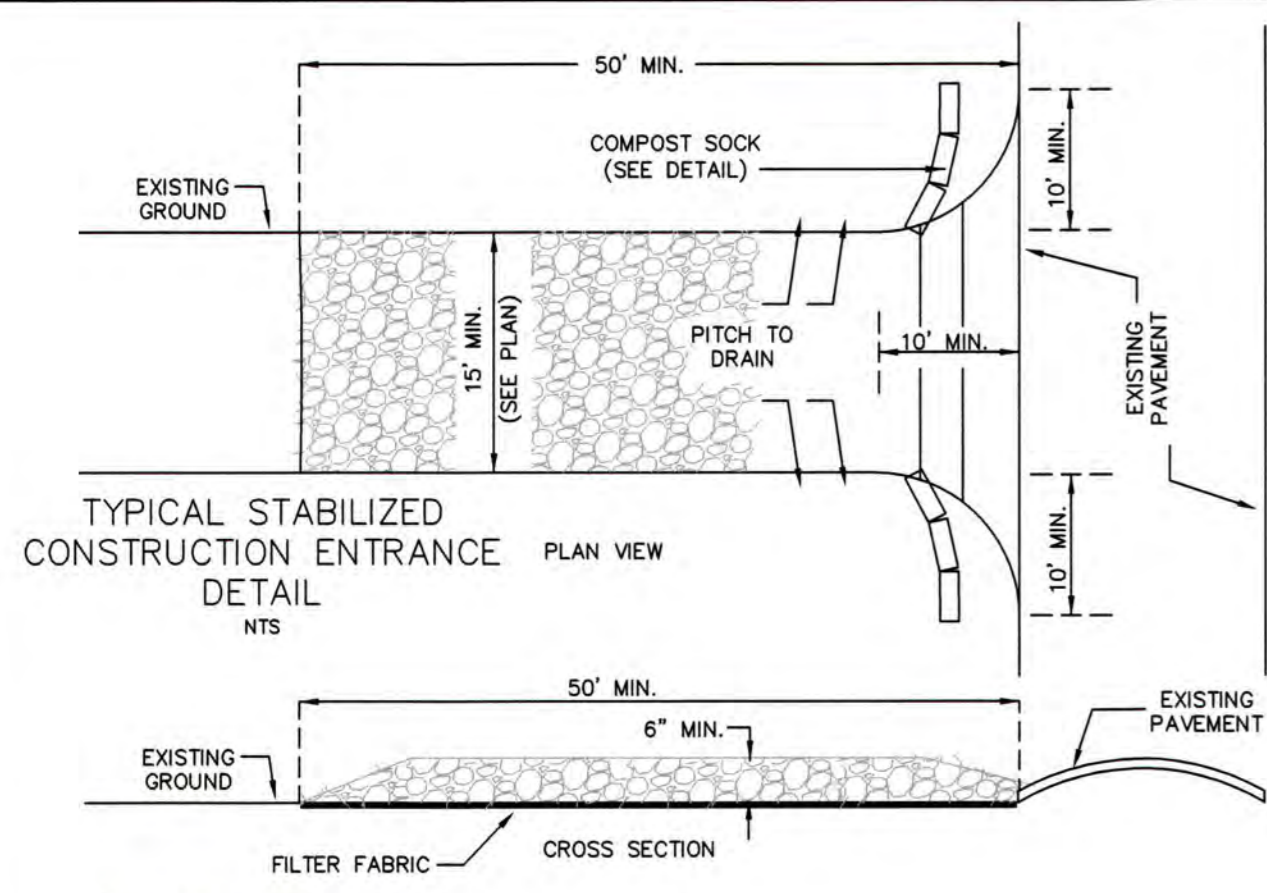 50' MIN.
COMPOST SOCK
(SEE DETAIL)
10' MIN.
EXISTING
GROUND
15' MIN.
(SEE PLAN)
PITCH TO
DRAIN
10' MIN.
EXISTING
PAVEMENT
TYPICAL STABILIZED
CONSTRUCTION ENTRANCE
DETAIL
NTS
PLAN VIEW
10' MIN.
50' MIN.
6" MIN.
EXISTING
PAVEMENT
EXISTING
GROUND
FILTER FABRIC
CROSS SECTION